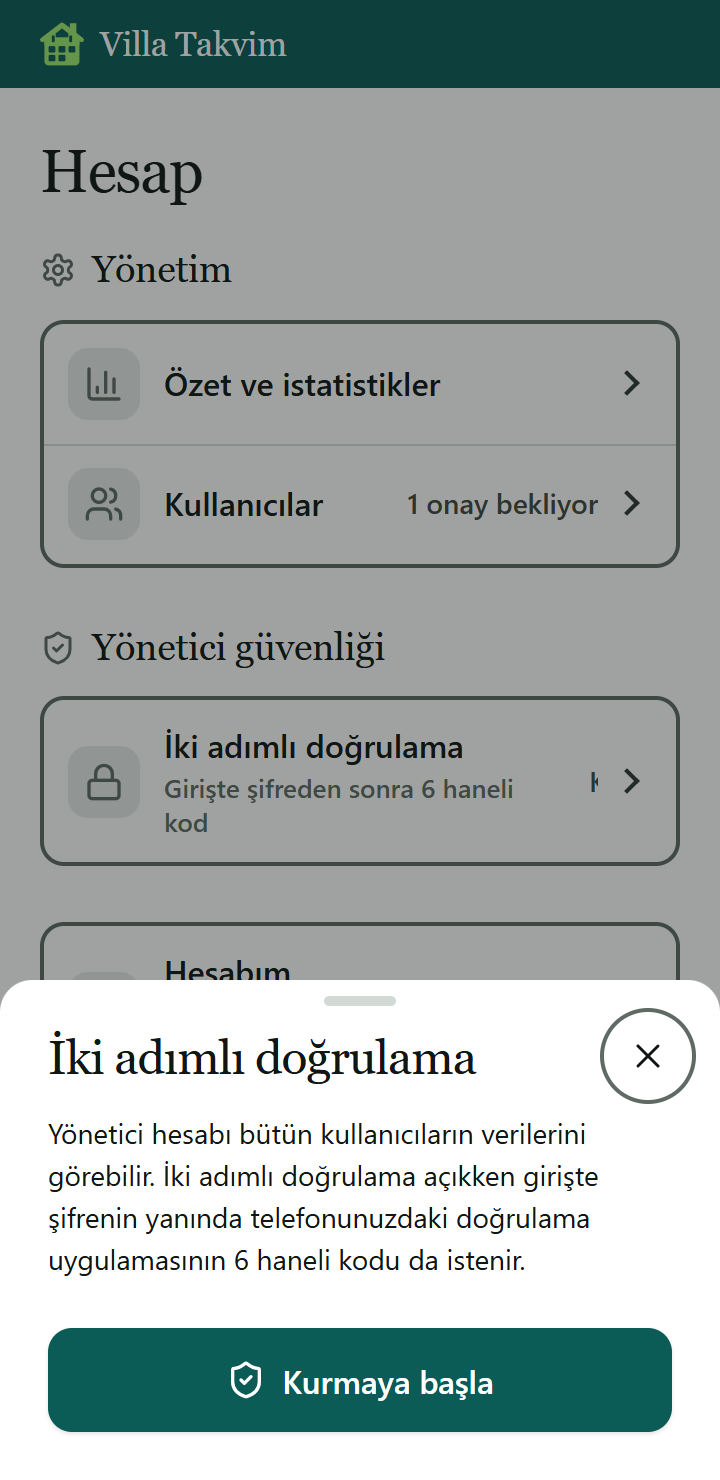 Villa Takvim
Hesap
Yönetim
Özet ve istatistikler
Kullanıcılar 1 onay bekliyor
Yönetici güvenliği
İki adımlı doğrulama
Girişte şifreden sonra 6 haneli
kod
Hesabım
İki adımlı doğrulama
Yönetici hesabı bütün kullanıcıların verilerini
görebilir. İki adımlı doğrulama açıkken girişte
şifrenin yanında telefonunuzdaki doğrulama
uygulamasının 6 haneli kodu da istenir.
Kurmaya başla